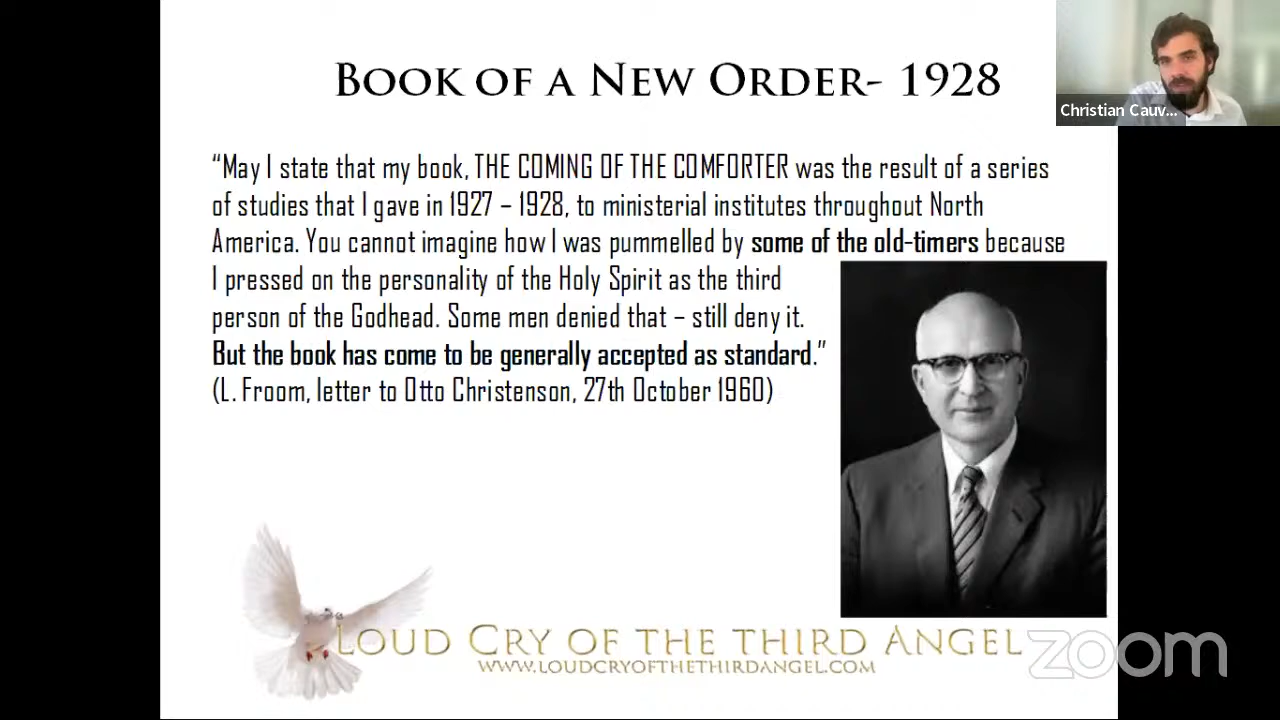 BOOK OF A NEW ORDER- 1928
Christian Cauv...
“May I state that my book, THE COMING OF THE COMFORTER was the result of a series
of studies that I gave in 1927 – 1928, to ministerial institutes throughout North
America. You cannot imagine how I was pummelled by some of the old-timers because
I pressed on the personality of the Holy Spirit as the third
person of the Godhead. Some men denied that – still deny it.
But the book has come to be generally accepted as standard.”
(L. Froom, letter to Otto Christenson, 27th October 1960)
LOUD CRY OF THE THIRD ANGEL
WWW.LOUDCRYOFTHETHIRDANGEL.COM
zoom